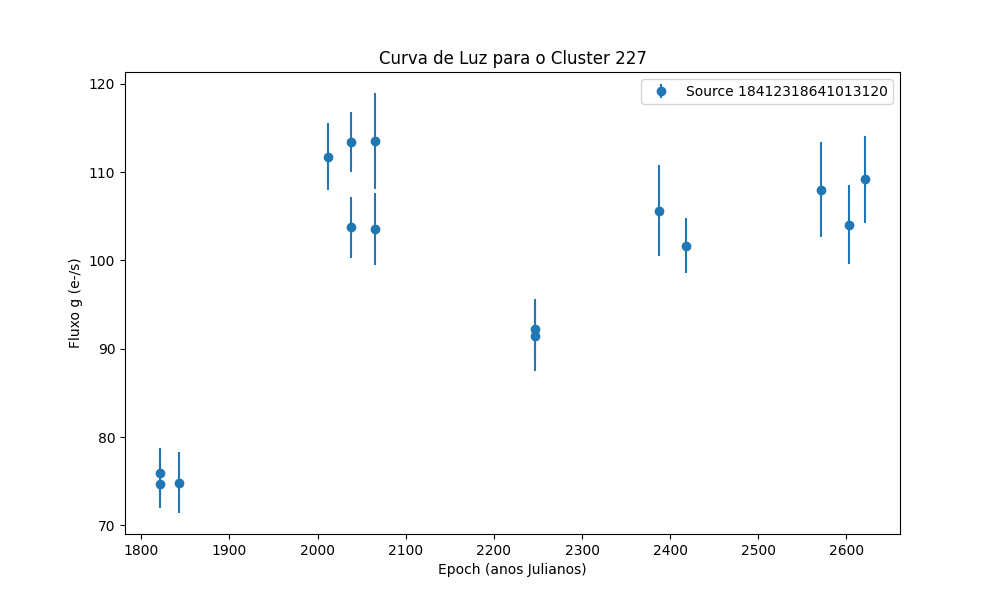 Curva de Luz para o Cluster 227
Source 18412318641013120
120
110
100
90
80
70
Fluxo g (e-/s)
1800 1900 2000 2100 2200 2300 2400 2500 2600
Epoch (anos Julianos)